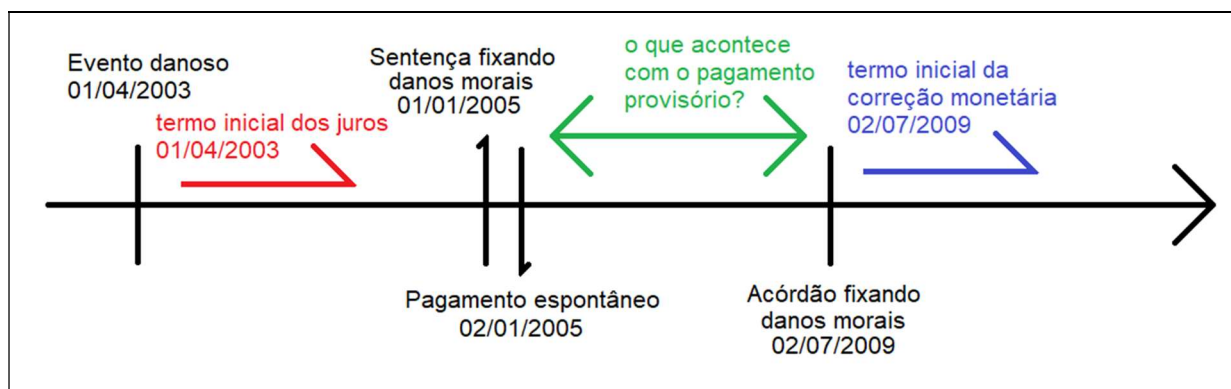 Evento danoso
01/04/2003
termo inicial dos juros
01/04/2003
Sentença fixando
danos morais
01/01/2005
o que acontece
com o pagamento
provisório?
termo inicial da
correção monetária
02/07/2009
Pagamento espontâneo
02/01/2005
Acórdão fixando
danos morais
02/07/2009